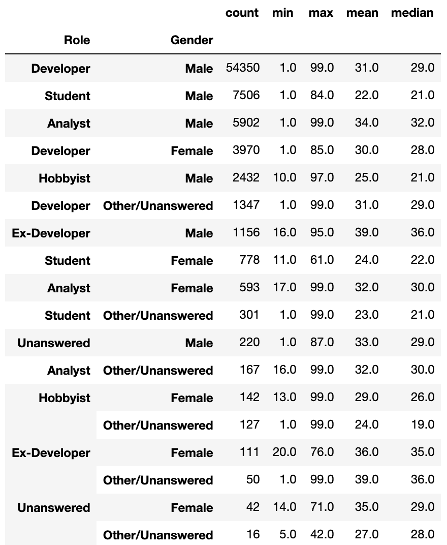 count min max mean median
Role Gender
Developer Male 54350 1.0 99.0 31.0 29.0
Student Male 7506 1.0 84.0 22.0 21.0
Analyst Male 5902 1.0 99.0 34.0 32.0
Developer Female 3970 1.0 85.0 30.0 28.0
Hobbyist Male 2432 10.0 97.0 25.0 21.0
Developer Other/Unanswered 1347 1.0 99.0 31.0 29.0
Ex-Developer Male 1156 16.0 95.0 39.0 36.0
Student Female 778 11.0 61.0 24.0 22.0
Analyst Female 593 17.0 99.0 32.0 30.0
Student Other/Unanswered 301 1.0 99.0 23.0 21.0
Unanswered Male 220 1.0 87.0 33.0 29.0
Analyst Other/Unanswered 167 16.0 99.0 32.0 30.0
Hobbyist Female 142 13.0 99.0 29.0 26.0
Other/Unanswered 127 1.0 99.0 24.0 19.0
Ex-Developer Female 111 20.0 76.0 36.0 35.0
Other/Unanswered 50 1.0 99.0 39.0 36.0
Unanswered Female 42 14.0 71.0 35.0 29.0
Other/Unanswered 16 5.0 42.0 27.0 28.0